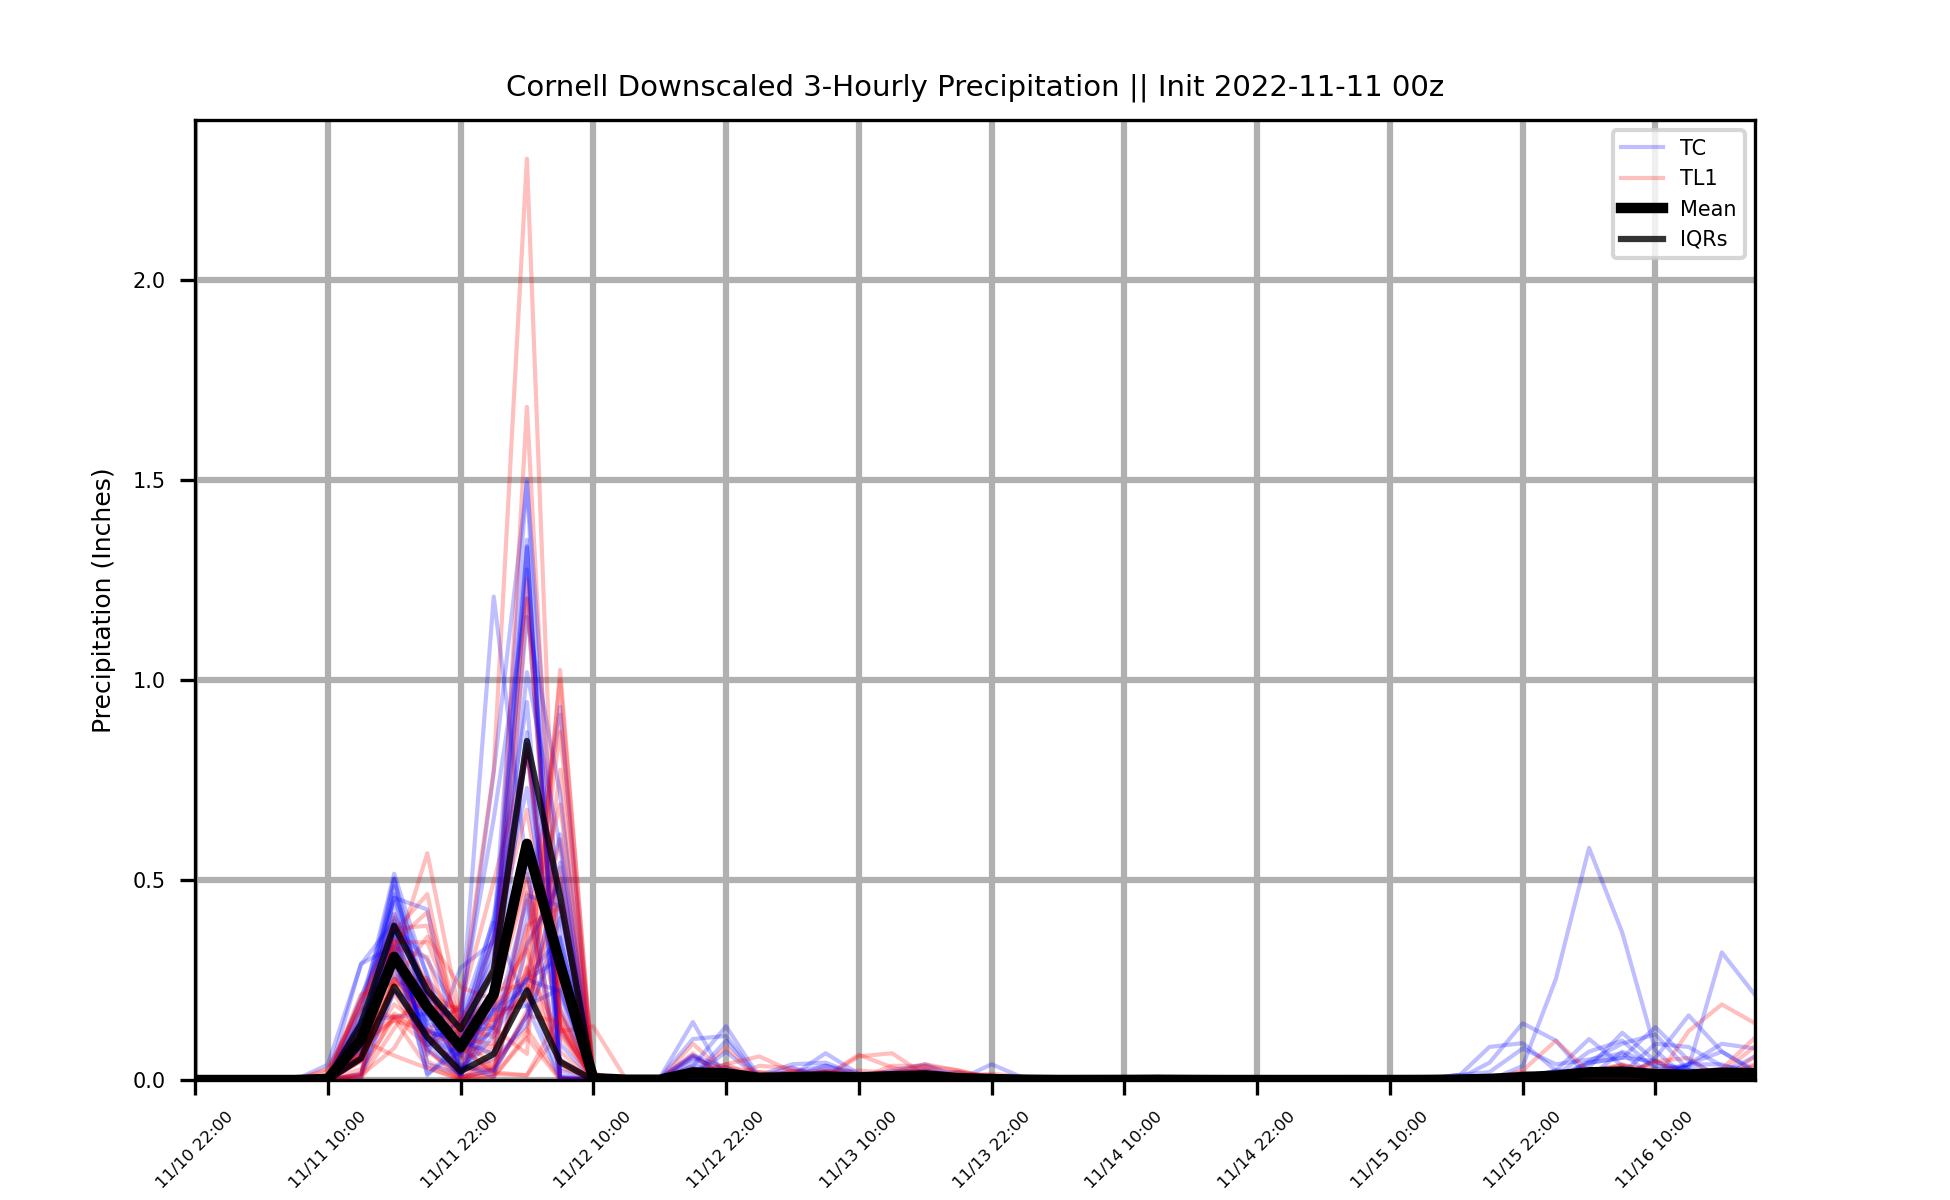 Cornell Downscaled 3-Hourly Precipitation || Init 2022-11-11 00z
TC
TL1
Mean
IQRs
Precipitation (Inches)
2.0
1.5
1.0
0.5
0.0
11/10 22:00
11/11 10:00
11/11 22:00
11/12 10:00
11/12 22:00
11/13 10:00
11/13 22:00
11/14 10:00
11/14 22:00
11/15 10:00
11/15 22:00
11/16 10:00